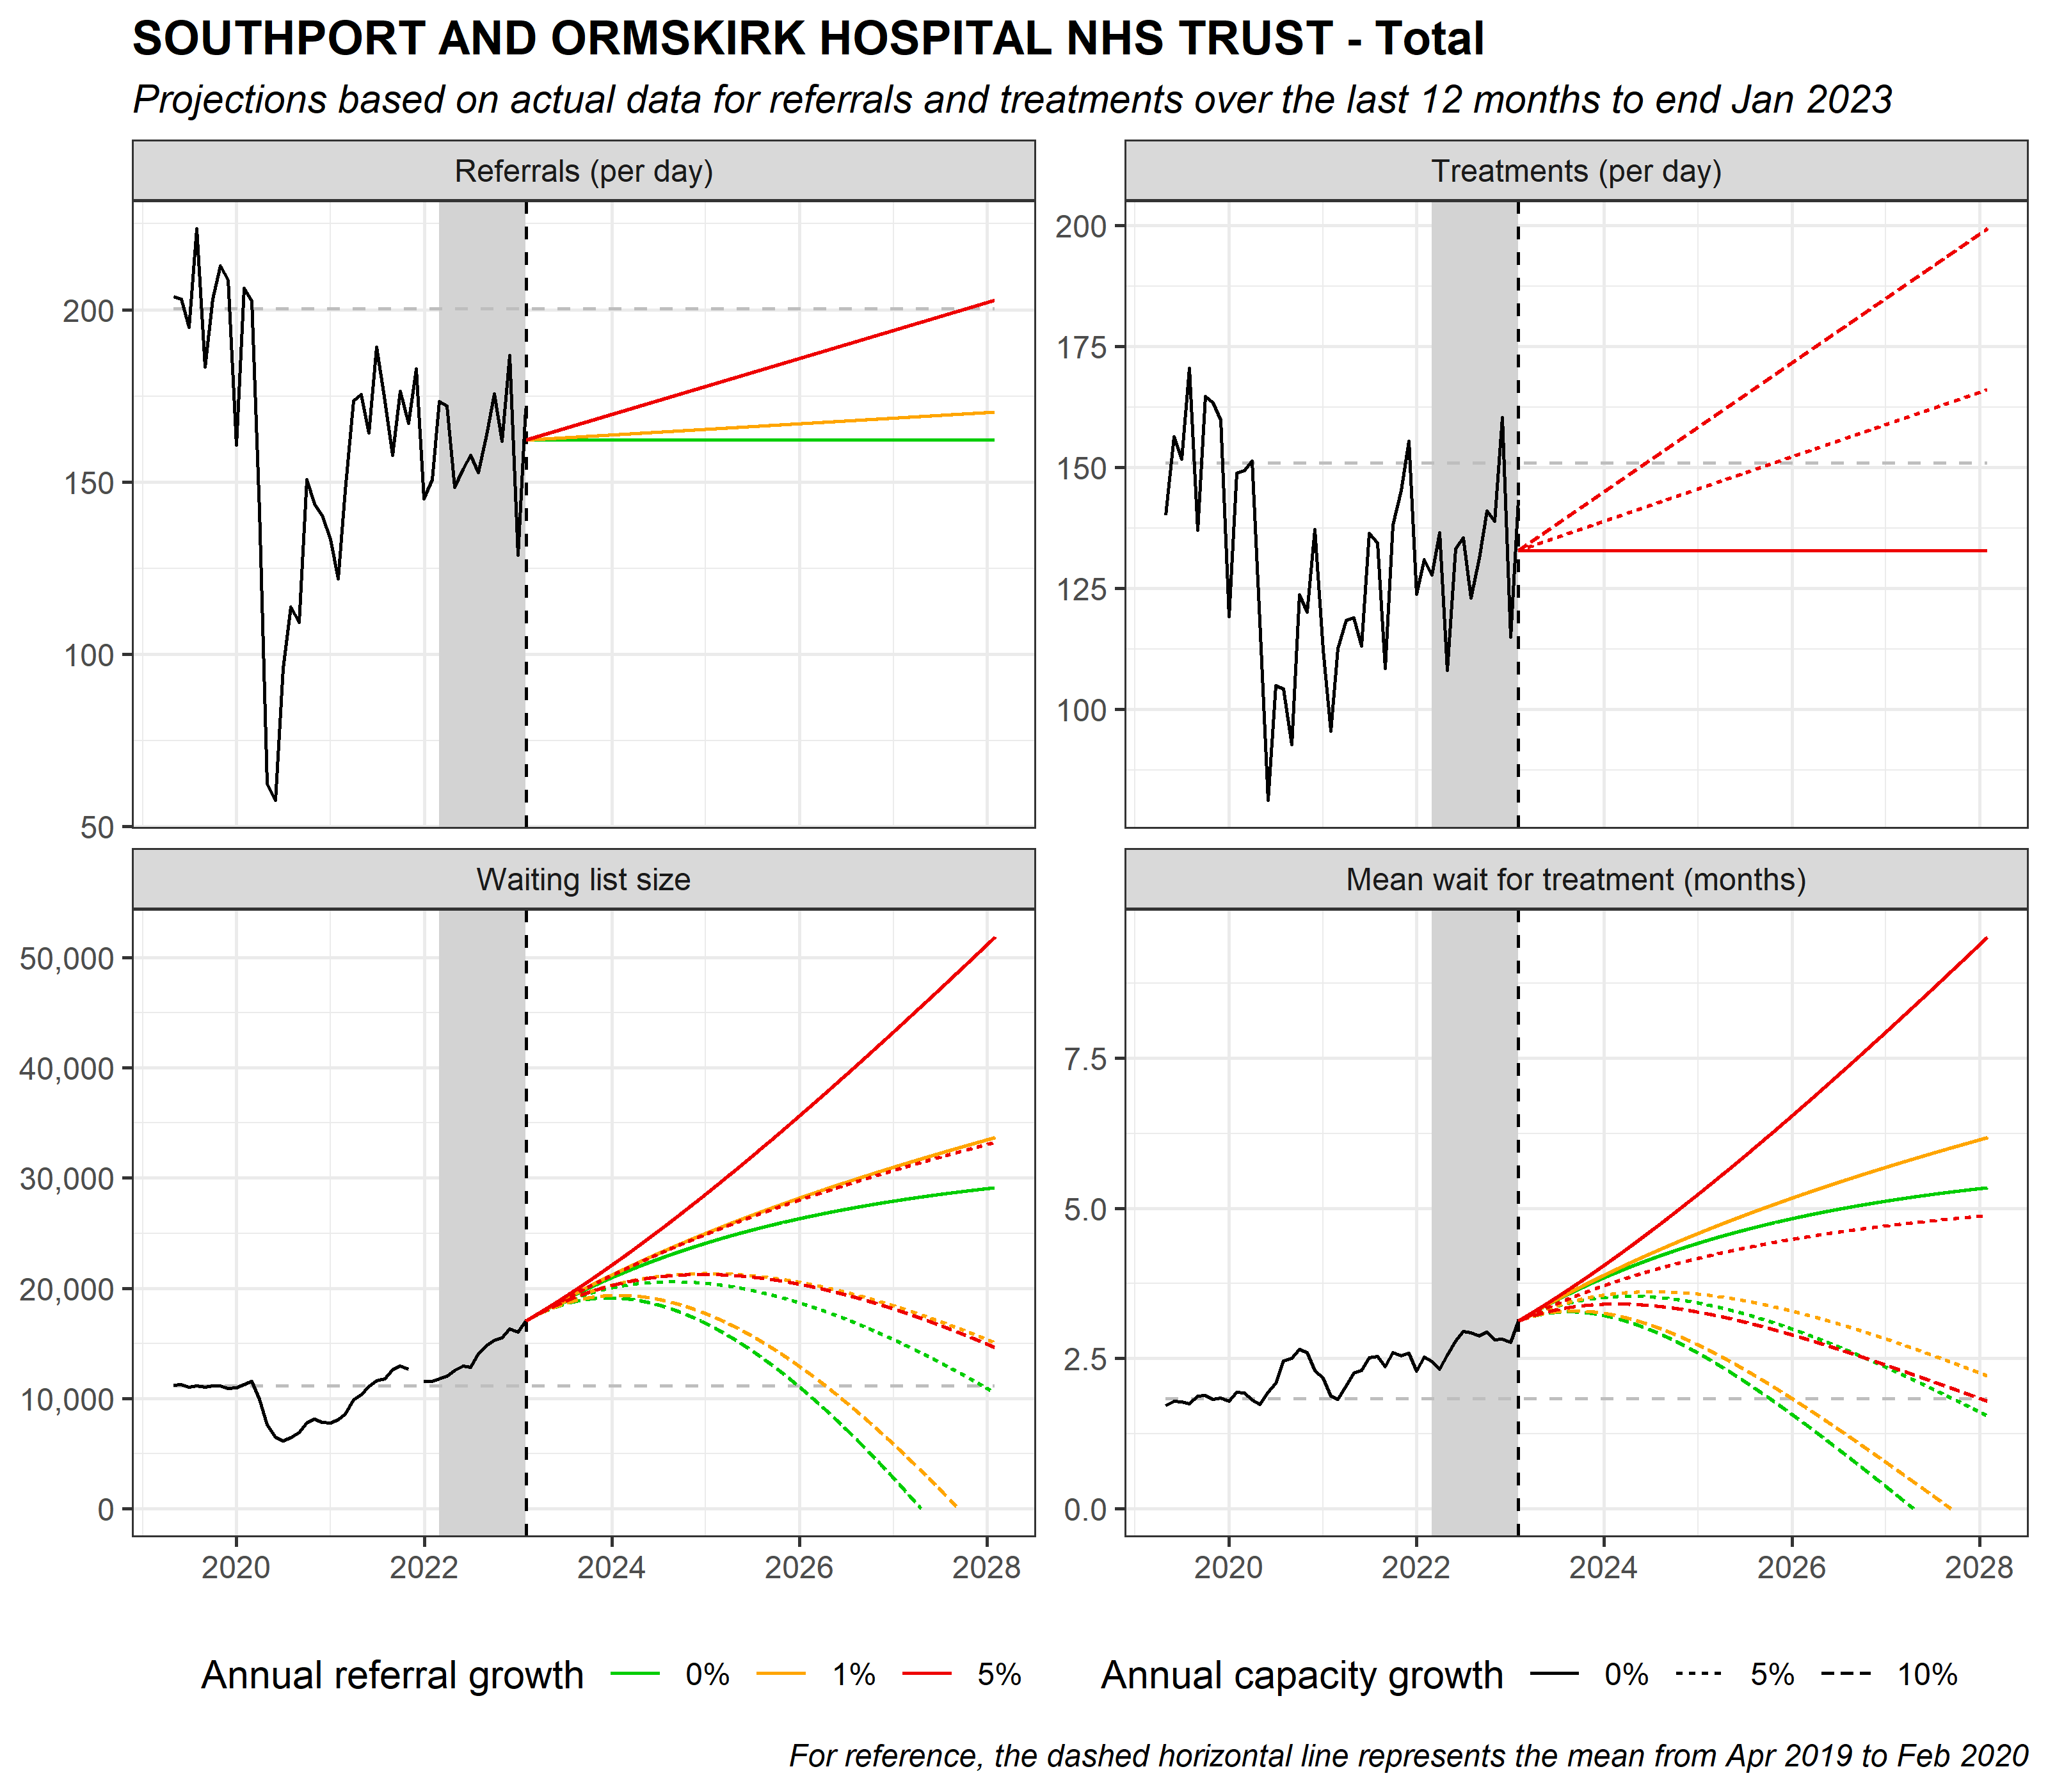 SOUTHPORT AND ORMSKIRK HOSPITAL NHS TRUST - Total
Projections based on actual data for referrals and treatments over the last 12 months to end Jan 2023
Referrals (per day)
200
150
100
50
Treatments (per day)
200
175
150
125
100
Waiting list size
50,000
40,000
30,000
20,000
10,000
0
2020 2022 2024 2026 2028
Mean wait for treatment (months)
7.5
5.0
2.5
0.0
2020 2022 2024 2026 2028
Annual referral growth 0% 1% 5%
Annual capacity growth 0% 5% 10%
For reference, the dashed horizontal line represents the mean from Apr 2019 to Feb 2020